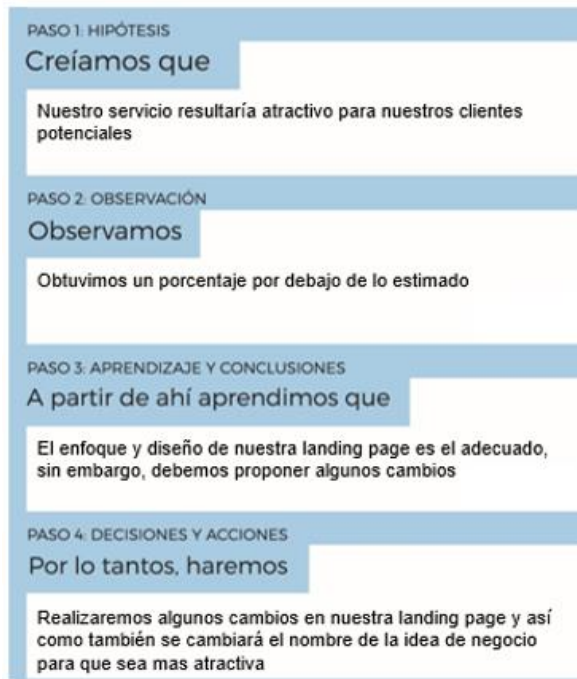 PASO 1: HIPÓTESIS
Creíamos que
Nuestro servicio resultaría atractivo para nuestros clientes
potenciales
PASO 2: OBSERVACIÓN
Observamos
Obtuvimos un porcentaje por debajo de lo estimado
PASO 3: APRENDIZAJE Y CONCLUSIONES
A partir de ahí aprendimos que
El enfoque y diseño de nuestra landing page es el adecuado,
sin embargo, debemos proponer algunos cambios
PASO 4: DECISIONES Y ACCIONES
Por lo tantos, haremos
Realizaremos algunos cambios en nuestra landing page y así
como también se cambiará el nombre de la idea de negocio
para que sea mas atractiva